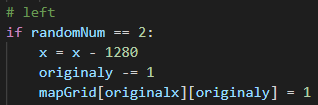 # left
if randomNum == 2:
    x = x - 1280
    originaly -= 1
    mapGrid[originalx][originaly] = 1